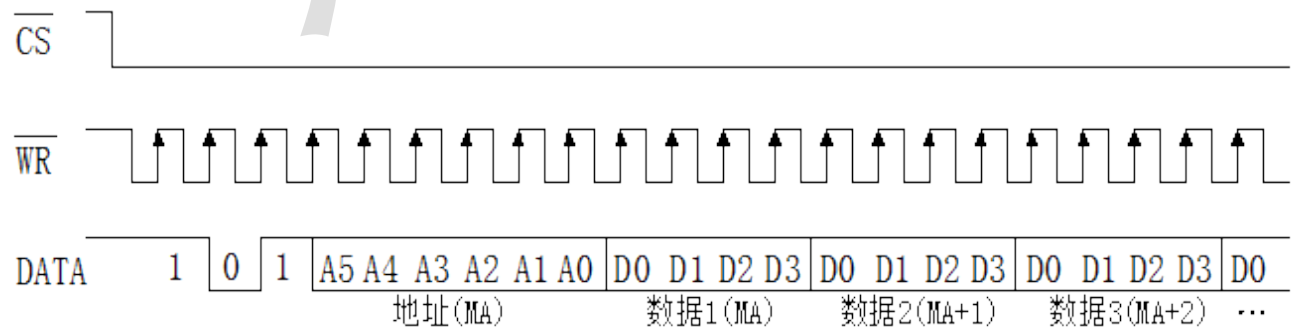 CS
WR
DATA 1 0 1 A5 A4 A3 A2 A1 A0 D0 D1 D2 D3 D0 D1 D2 D3 D0 D1 D2 D3 D0
地址(MA) 数据1(MA) 数据2(MA+1) 数据3(MA+2) …